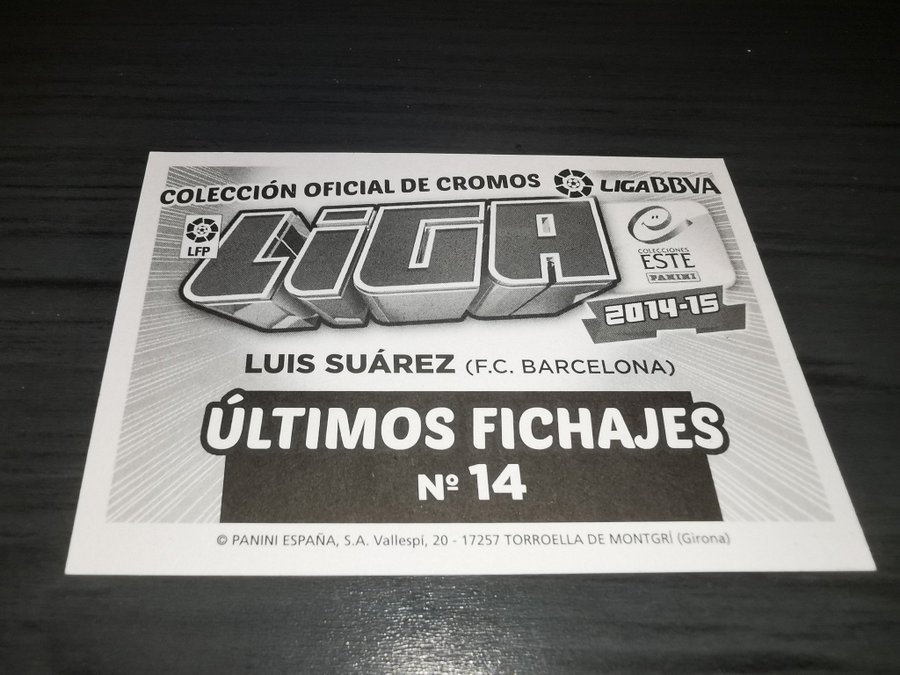 COLECCIÓN OFICIAL DE CROMOS LIGA BBVA
LFP
LiGA
COLECCIONES
ESTE
PANINI
2014-15
LUIS SUÁREZ (F.C. BARCELONA)
ÚLTIMOS FICHAJES
Nº 14
© PANINI ESPAÑA, S.A. Vallespí, 20 - 17257 TORROELLA DE MONTGRÍ (Girona)